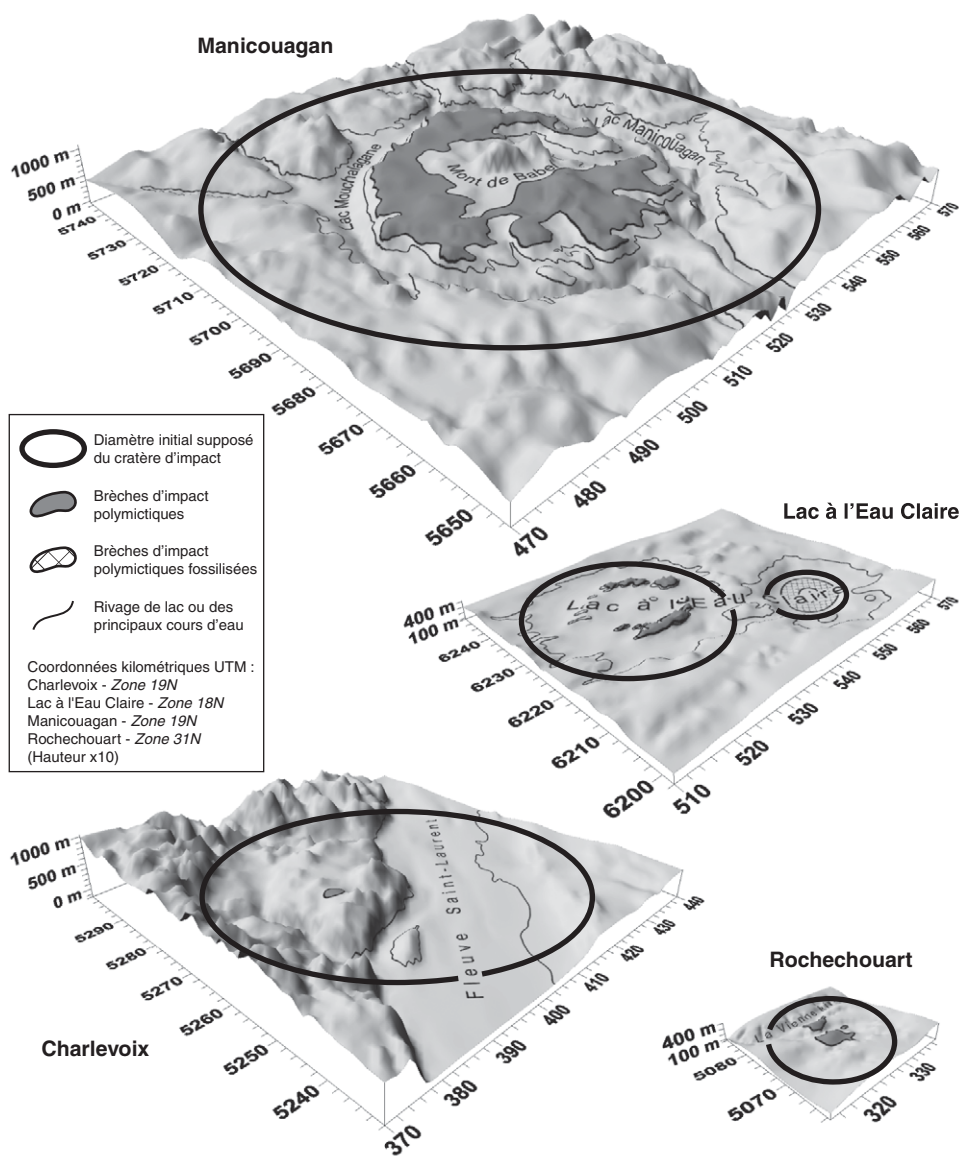 Manicouagan
Lac Manicouagan
Lac Mouchalagane
Mont de Babel
1000 m
500 m
0 m
5740
5730
5720
5710
5700
5690
5680
5670
5660
5650
470
480
490
500
510
520
530
540
550
560
570
Diamètre initial supposé
du cratère d'impact
Brèches d'impact
polymictiques
Brèches d'impact
polymictiques fossilisées
Rivage de lac ou des
principaux cours d'eau
Coordonnées kilométriques UTM :
Charlevoix - Zone 19N
Lac à l'Eau Claire - Zone 18N
Manicouagan - Zone 19N
Rochechouart - Zone 31N
(Hauteur x10)
Lac à l'Eau Claire
Lac à l'Eau Claire
400 m
100 m
6240
6230
6220
6210
6200
510
520
530
540
550
560
570
Fleuve Saint-Laurent
1000 m
500 m
0 m
5290
5280
5270
5260
5250
5240
370
380
390
400
410
420
430
440
Charlevoix
Rochechouart
La Vienne
400 m
100 m
5080
5070
320
330